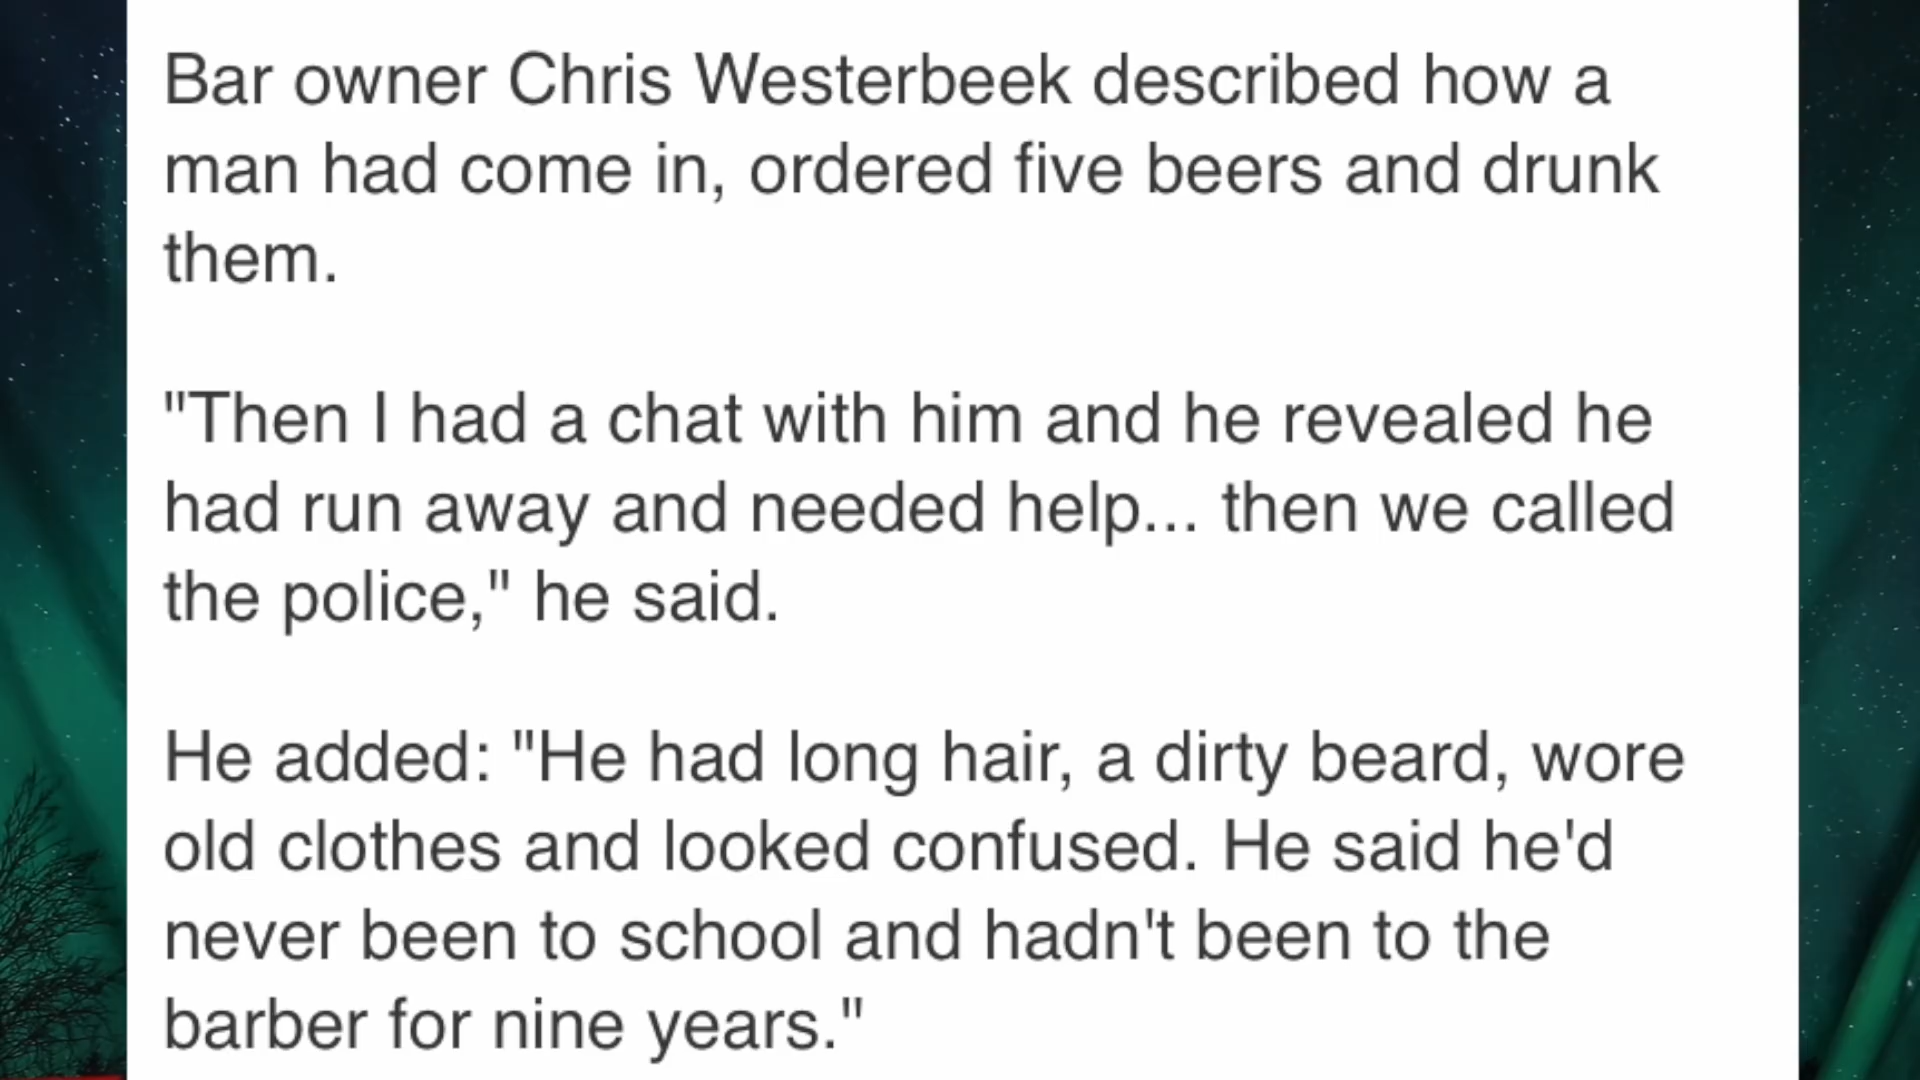 Bar owner Chris Westerbeek described how a
man had come in, ordered five beers and drunk
them.
"Then I had a chat with him and he revealed he
had run away and needed help... then we called
the police," he said.
He added: "He had long hair, a dirty beard, wore
old clothes and looked confused. He said he'd
never been to school and hadn't been to the
barber for nine years."